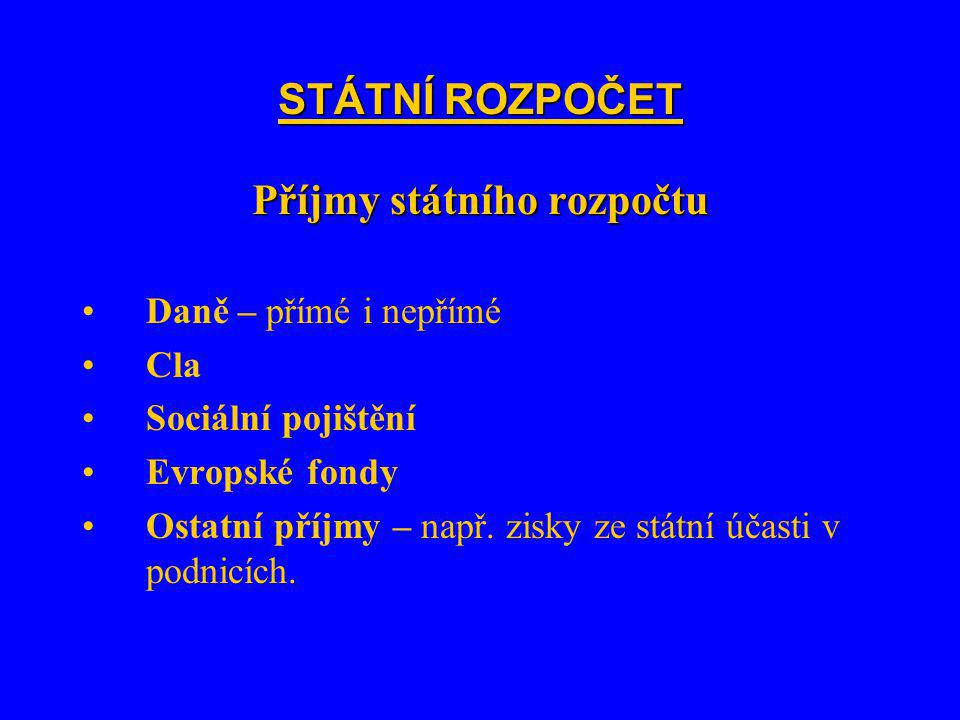 STÁTNÍ ROZPOČET
Příjmy státního rozpočtu
• Daně – přímé i nepřímé
• Cla
• Sociální pojištění
• Evropské fondy
• Ostatní příjmy – např. zisky ze státní účasti v
podnicích.